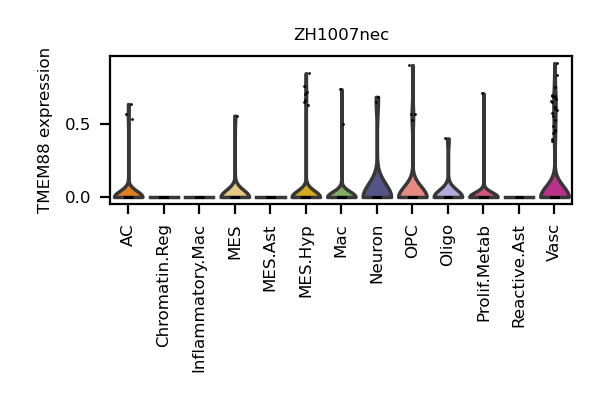 ZH1007nec
TMEM88 expression
0.5
0.0
AC
Chromatin.Reg
Inflammatory.Mac
MES
MES.Ast
MES.Hyp
Mac
Neuron
OPC
Oligo
Prolif.Metab
Reactive.Ast
Vasc